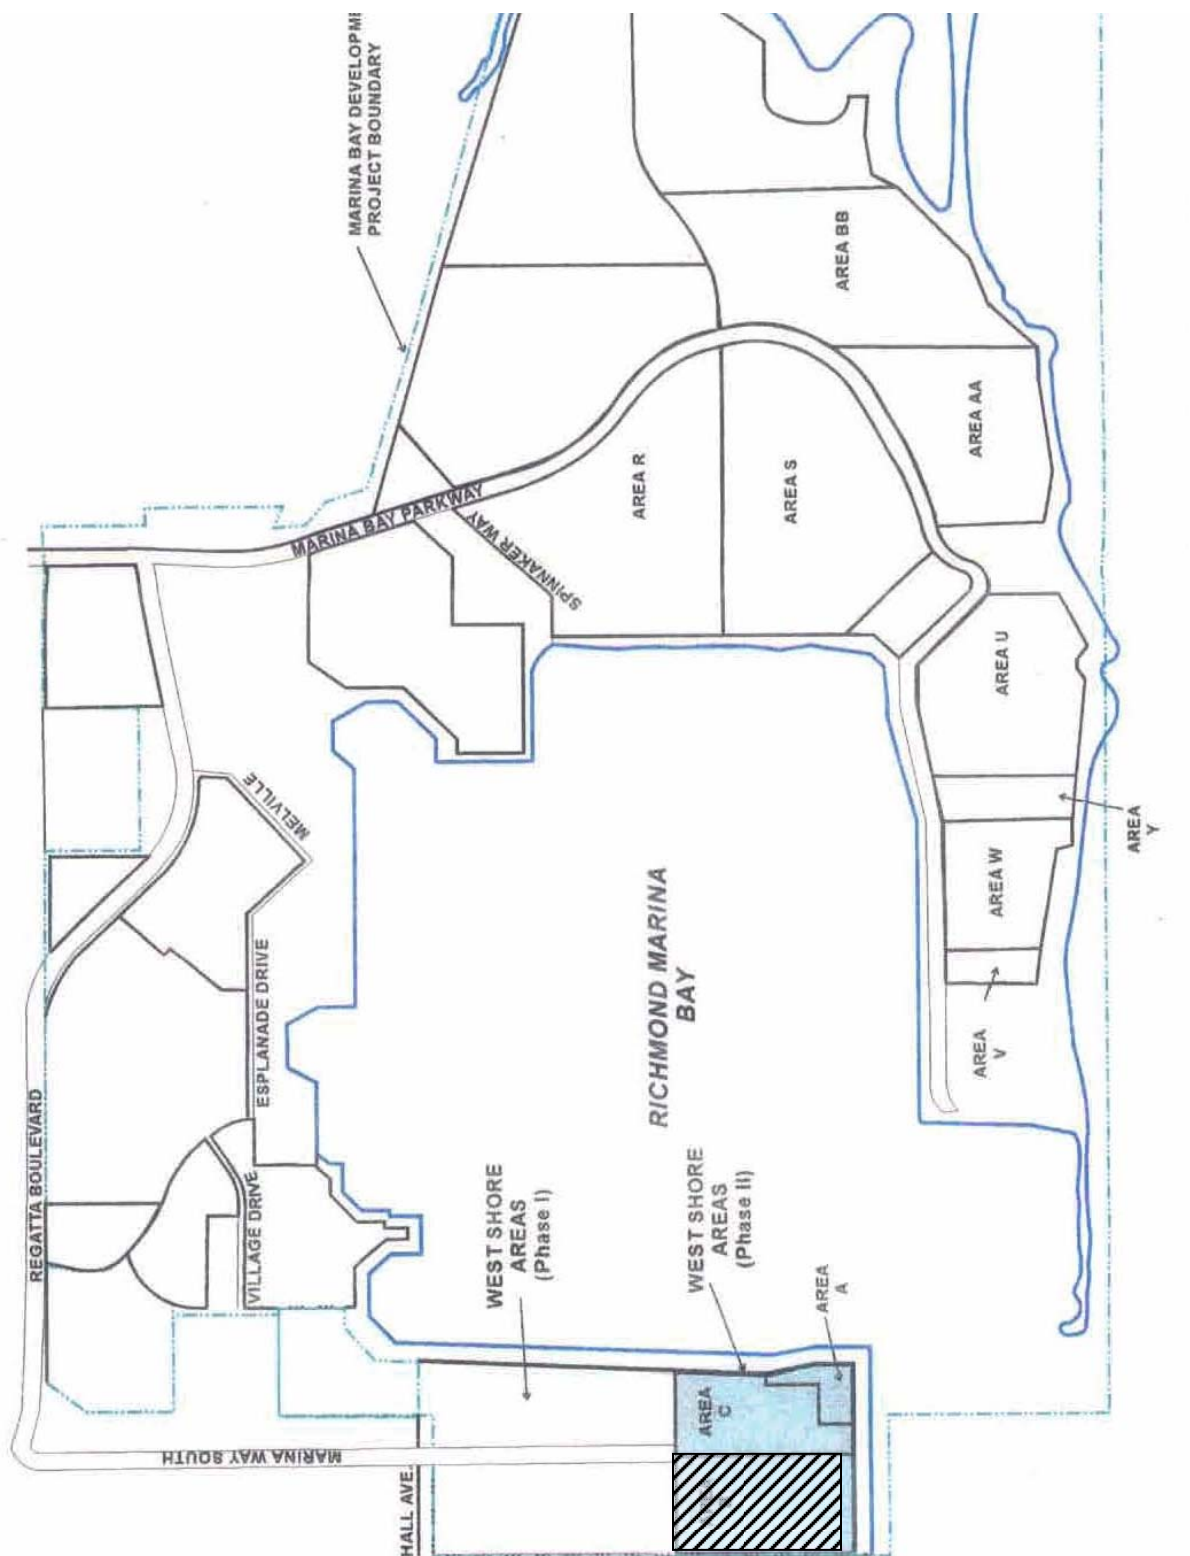 MARINA BAY DEVELOPME
PROJECT BOUNDARY
AREA BB
AREA AA
AREA R
AREA S
MARINA BAY PARKWAY
SPINNAKER WAY
AREA U
AREA
Y
AREA W
AREA
V
MELVILLE
ESPLANADE DRIVE
REGATTA BOULEVARD
VILLAGE DRIVE
RICHMOND MARINA
BAY
WEST SHORE
AREAS
(Phase I)
WEST SHORE
AREAS
(Phase II)
AREA
A
AREA
C
MARINA WAY SOUTH
HALL AVE.